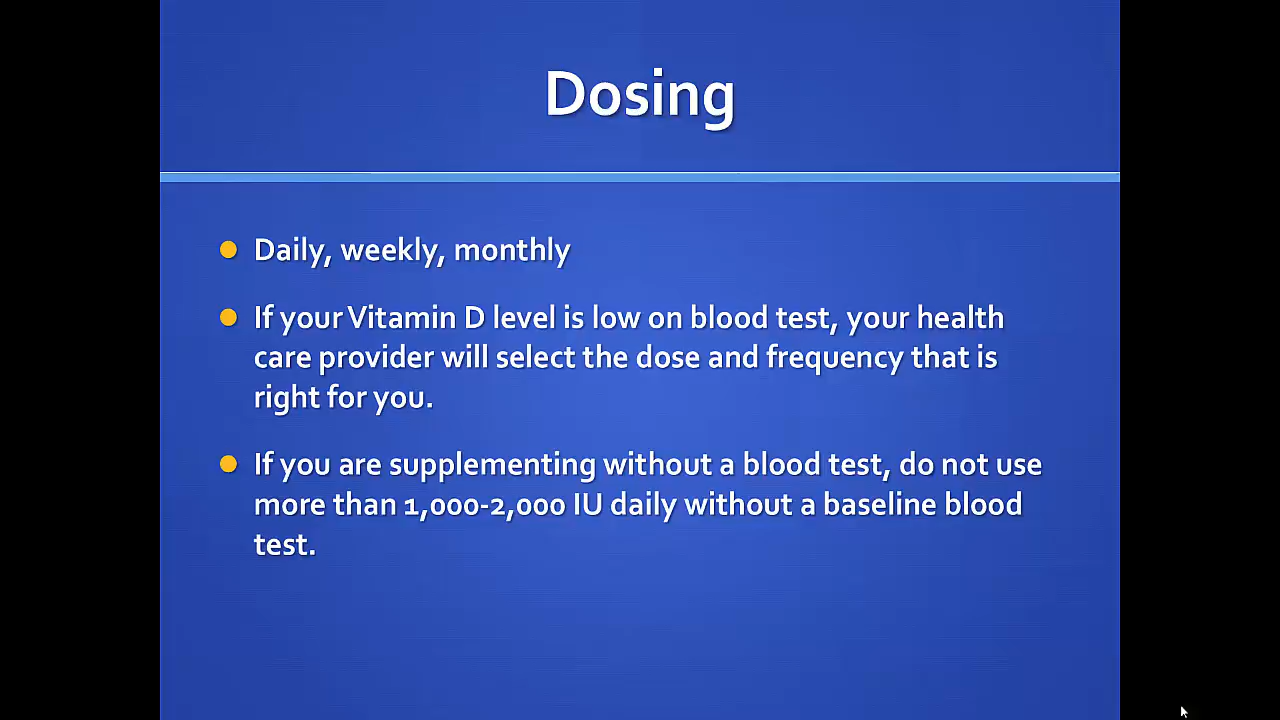 Dosing
Daily, weekly, monthly
If your Vitamin D level is low on blood test, your health
care provider will select the dose and frequency that is
right for you.
If you are supplementing without a blood test, do not use
more than 1,000-2,000 IU daily without a baseline blood
test.